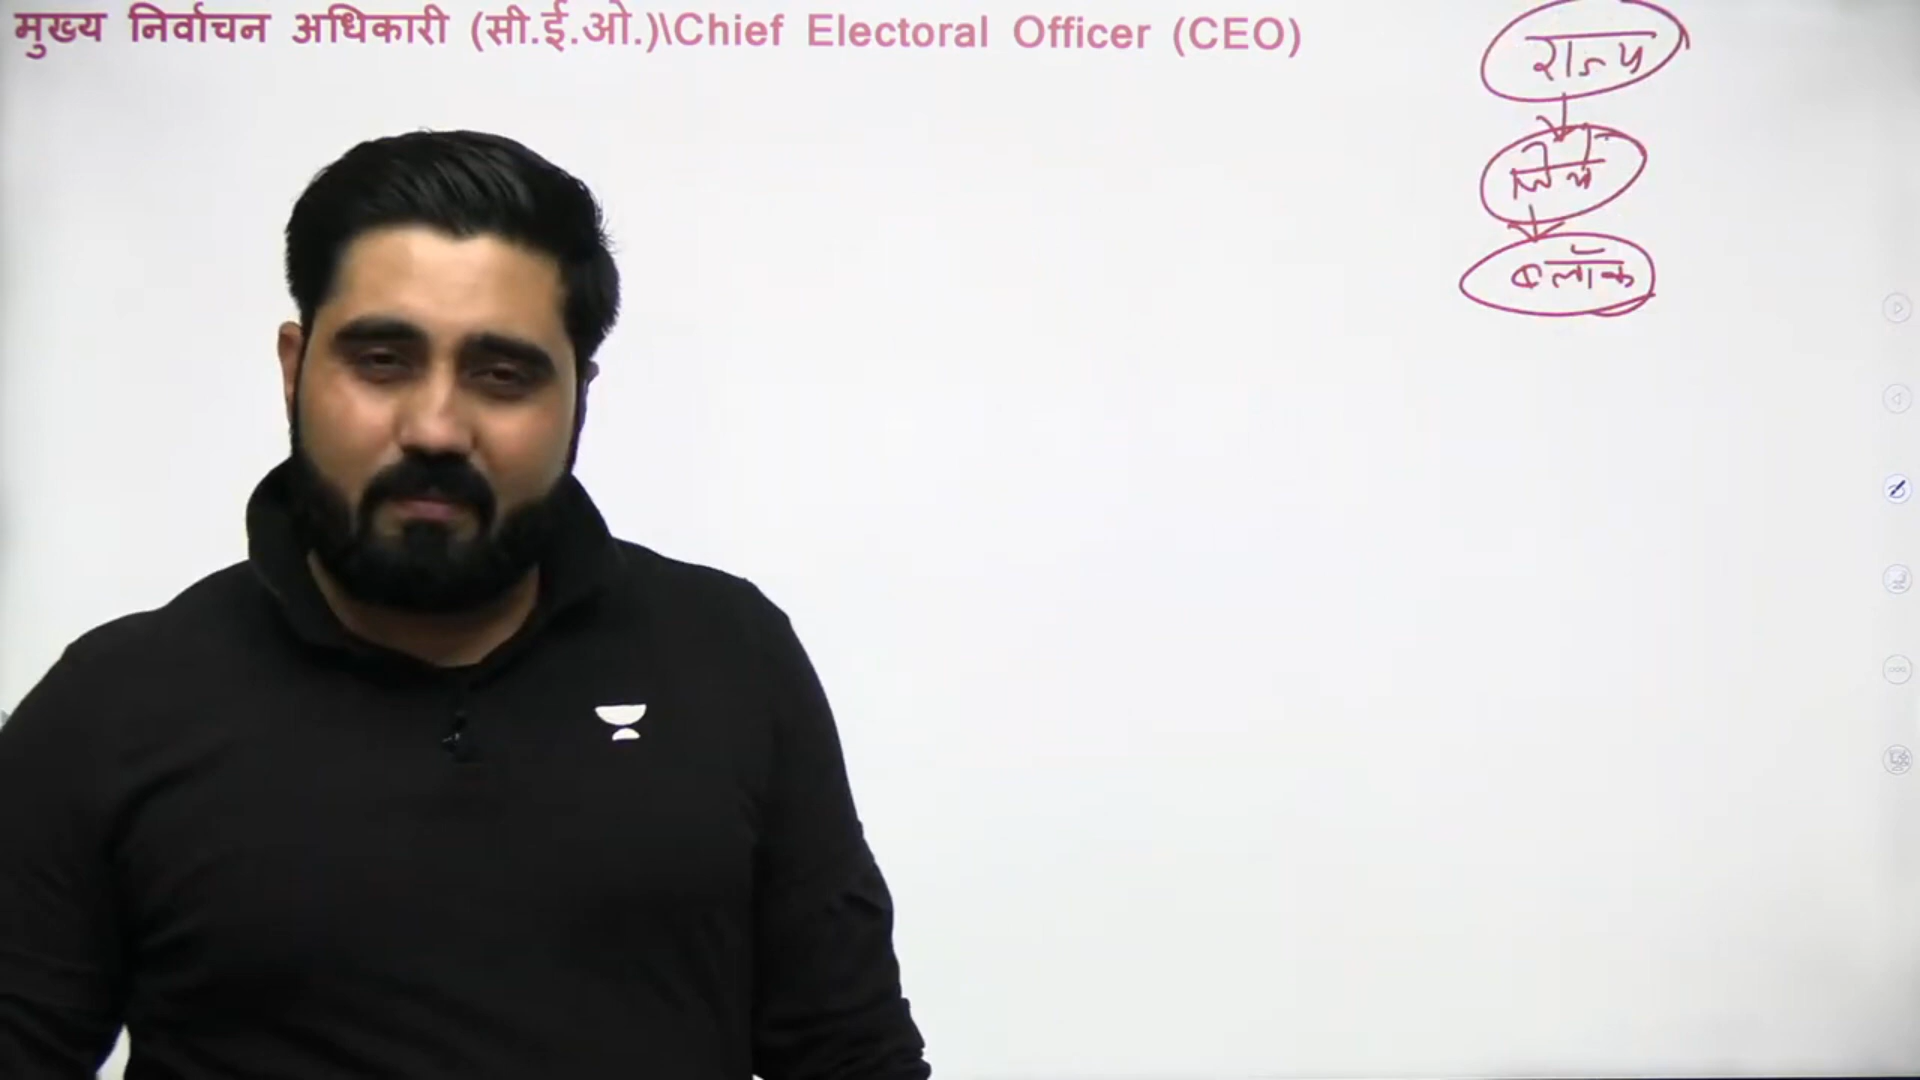 मुख्य निर्वाचन अधिकारी (सी.ई.ओ.)\Chief Electoral Officer (CEO)
राज्य
ब्लॉक